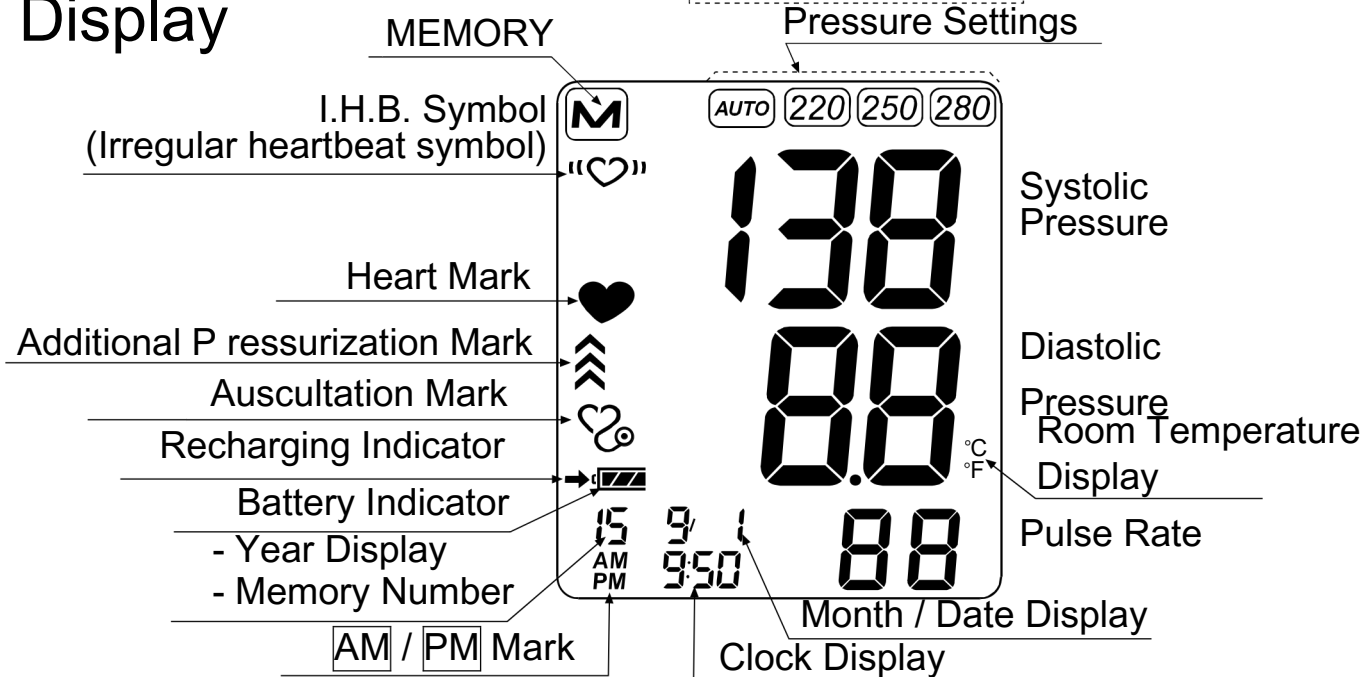 Display
MEMORY
Pressure Settings
I.H.B. Symbol
(Irregular heartbeat symbol)
M
AUTO 220 250 280
138
Systolic
Pressure
Heart Mark
Additional P ressurization Mark
Auscultation Mark
Recharging Indicator
Battery Indicator
- Year Display
- Memory Number
AM / PM Mark
88
Diastolic
Pressure
°C
°F
Room Temperature
Display
15 9/ 1
AM
PM
9:50
88
Pulse Rate
Month / Date Display
Clock Display